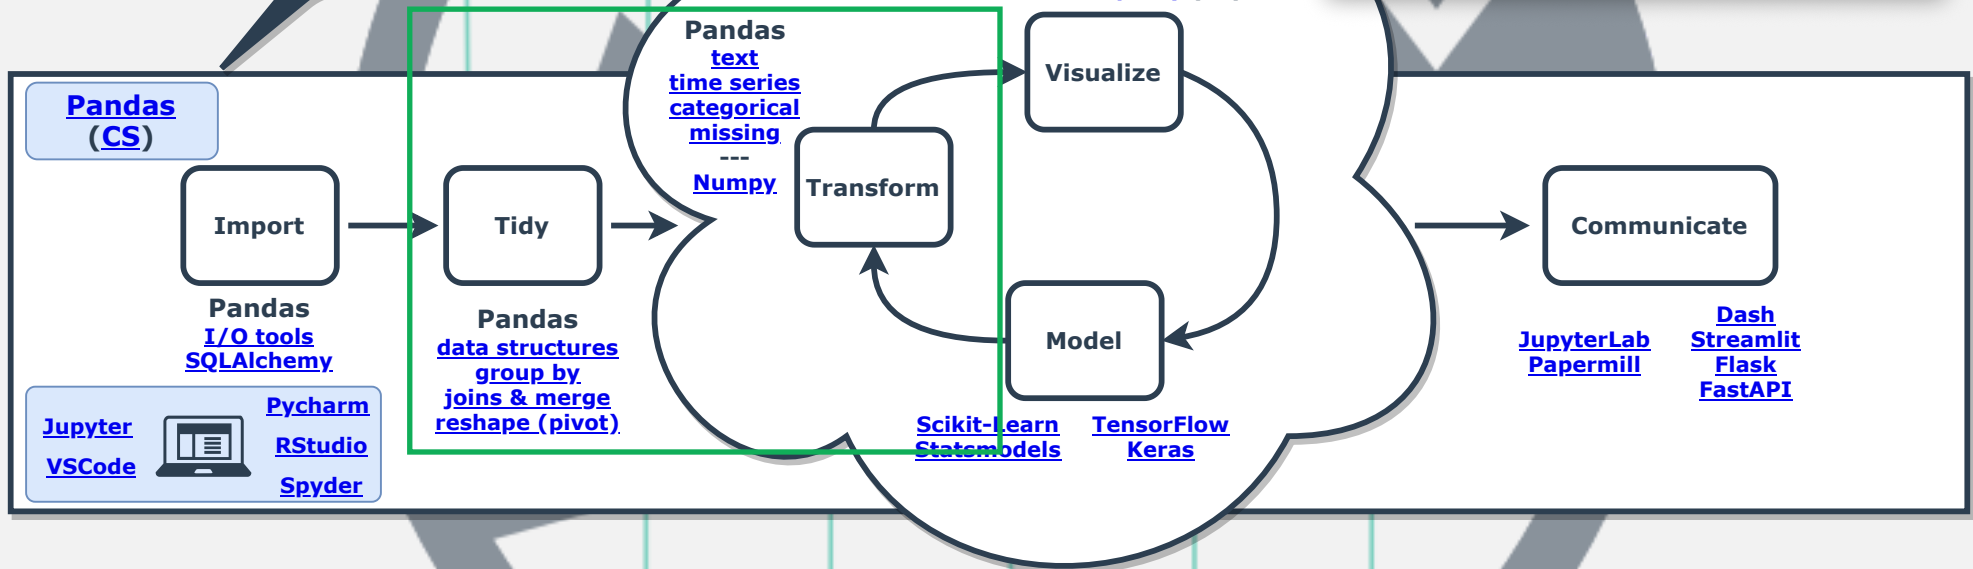 Pandas
(CS)
Import
Pandas
I/O tools
SQLAlchemy
Jupyter
VSCode
Pycharm
RStudio
Spyder
Tidy
Pandas
data structures
group by
joins & merge
reshape (pivot)
Pandas
text
time series
categorical
missing
---
Numpy
Transform
Visualize
Model
Scikit-Learn
Statsmodels
TensorFlow
Keras
Communicate
JupyterLab
Papermill
Dash
Streamlit
Flask
FastAPI